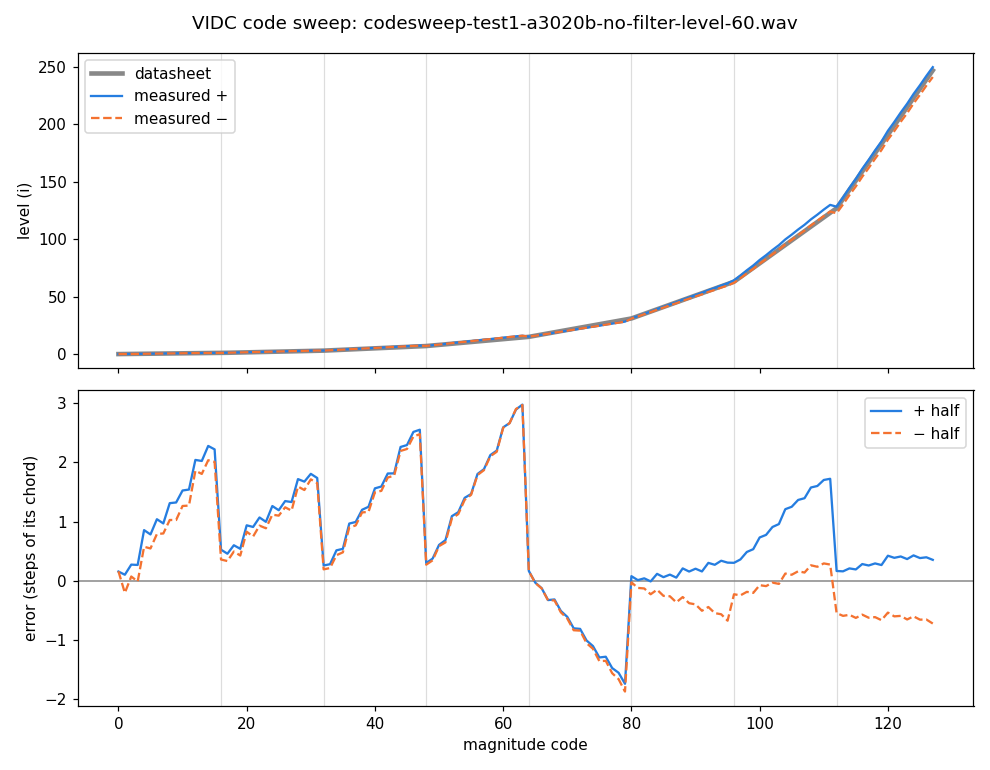 VIDC code sweep: codesweep-test1-a3020b-no-filter-level-60.wav
250
200
150
100
50
0
level (i)
datasheet
measured +
measured −
3
2
1
0
−1
−2
error (steps of its chord)
+ half
− half
0
20
40
60
80
100
120
magnitude code